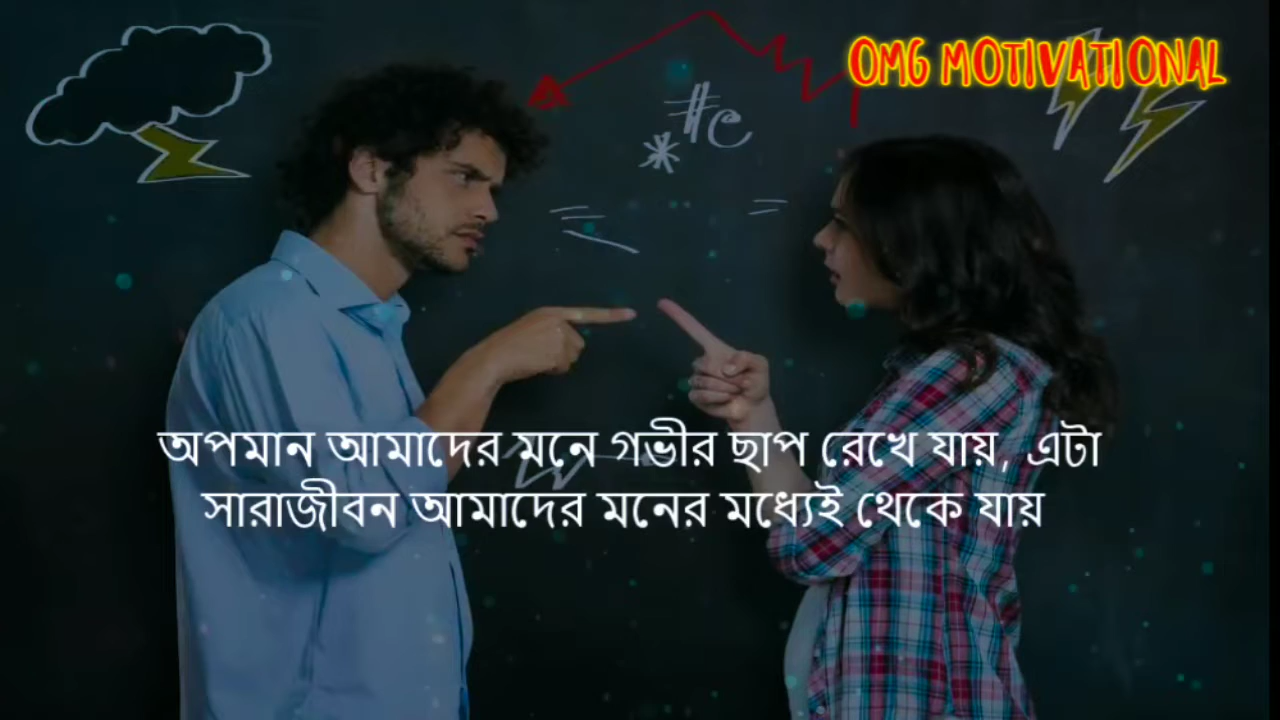 OMG MOTIVATIONAL
#e
*
অপমান আমাদের মনে গভীর ছাপ রেখে যায়, এটা
সারাজীবন আমাদের মনের মধ্যেই থেকে যায়